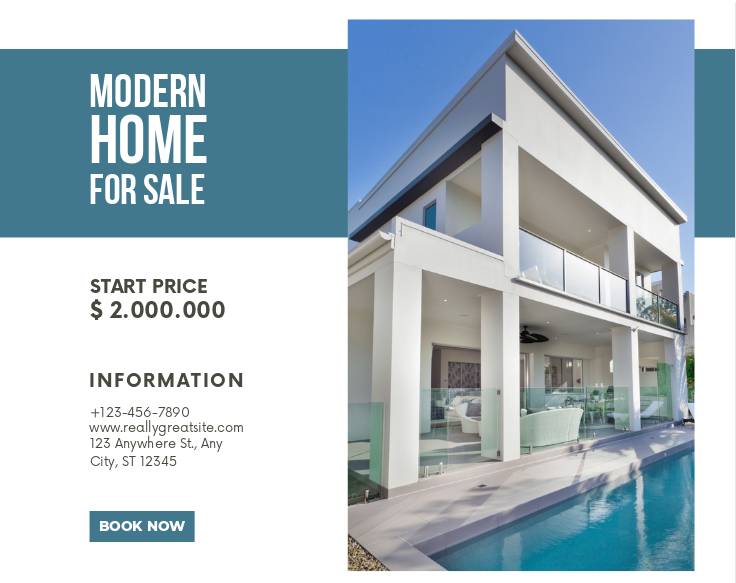 MODERN
HOME
FOR SALE
START PRICE
$ 2.000.000
INFORMATION
+123-456-7890
www.reallygreatsite.com
123 Anywhere St., Any
City, ST 12345
BOOK NOW